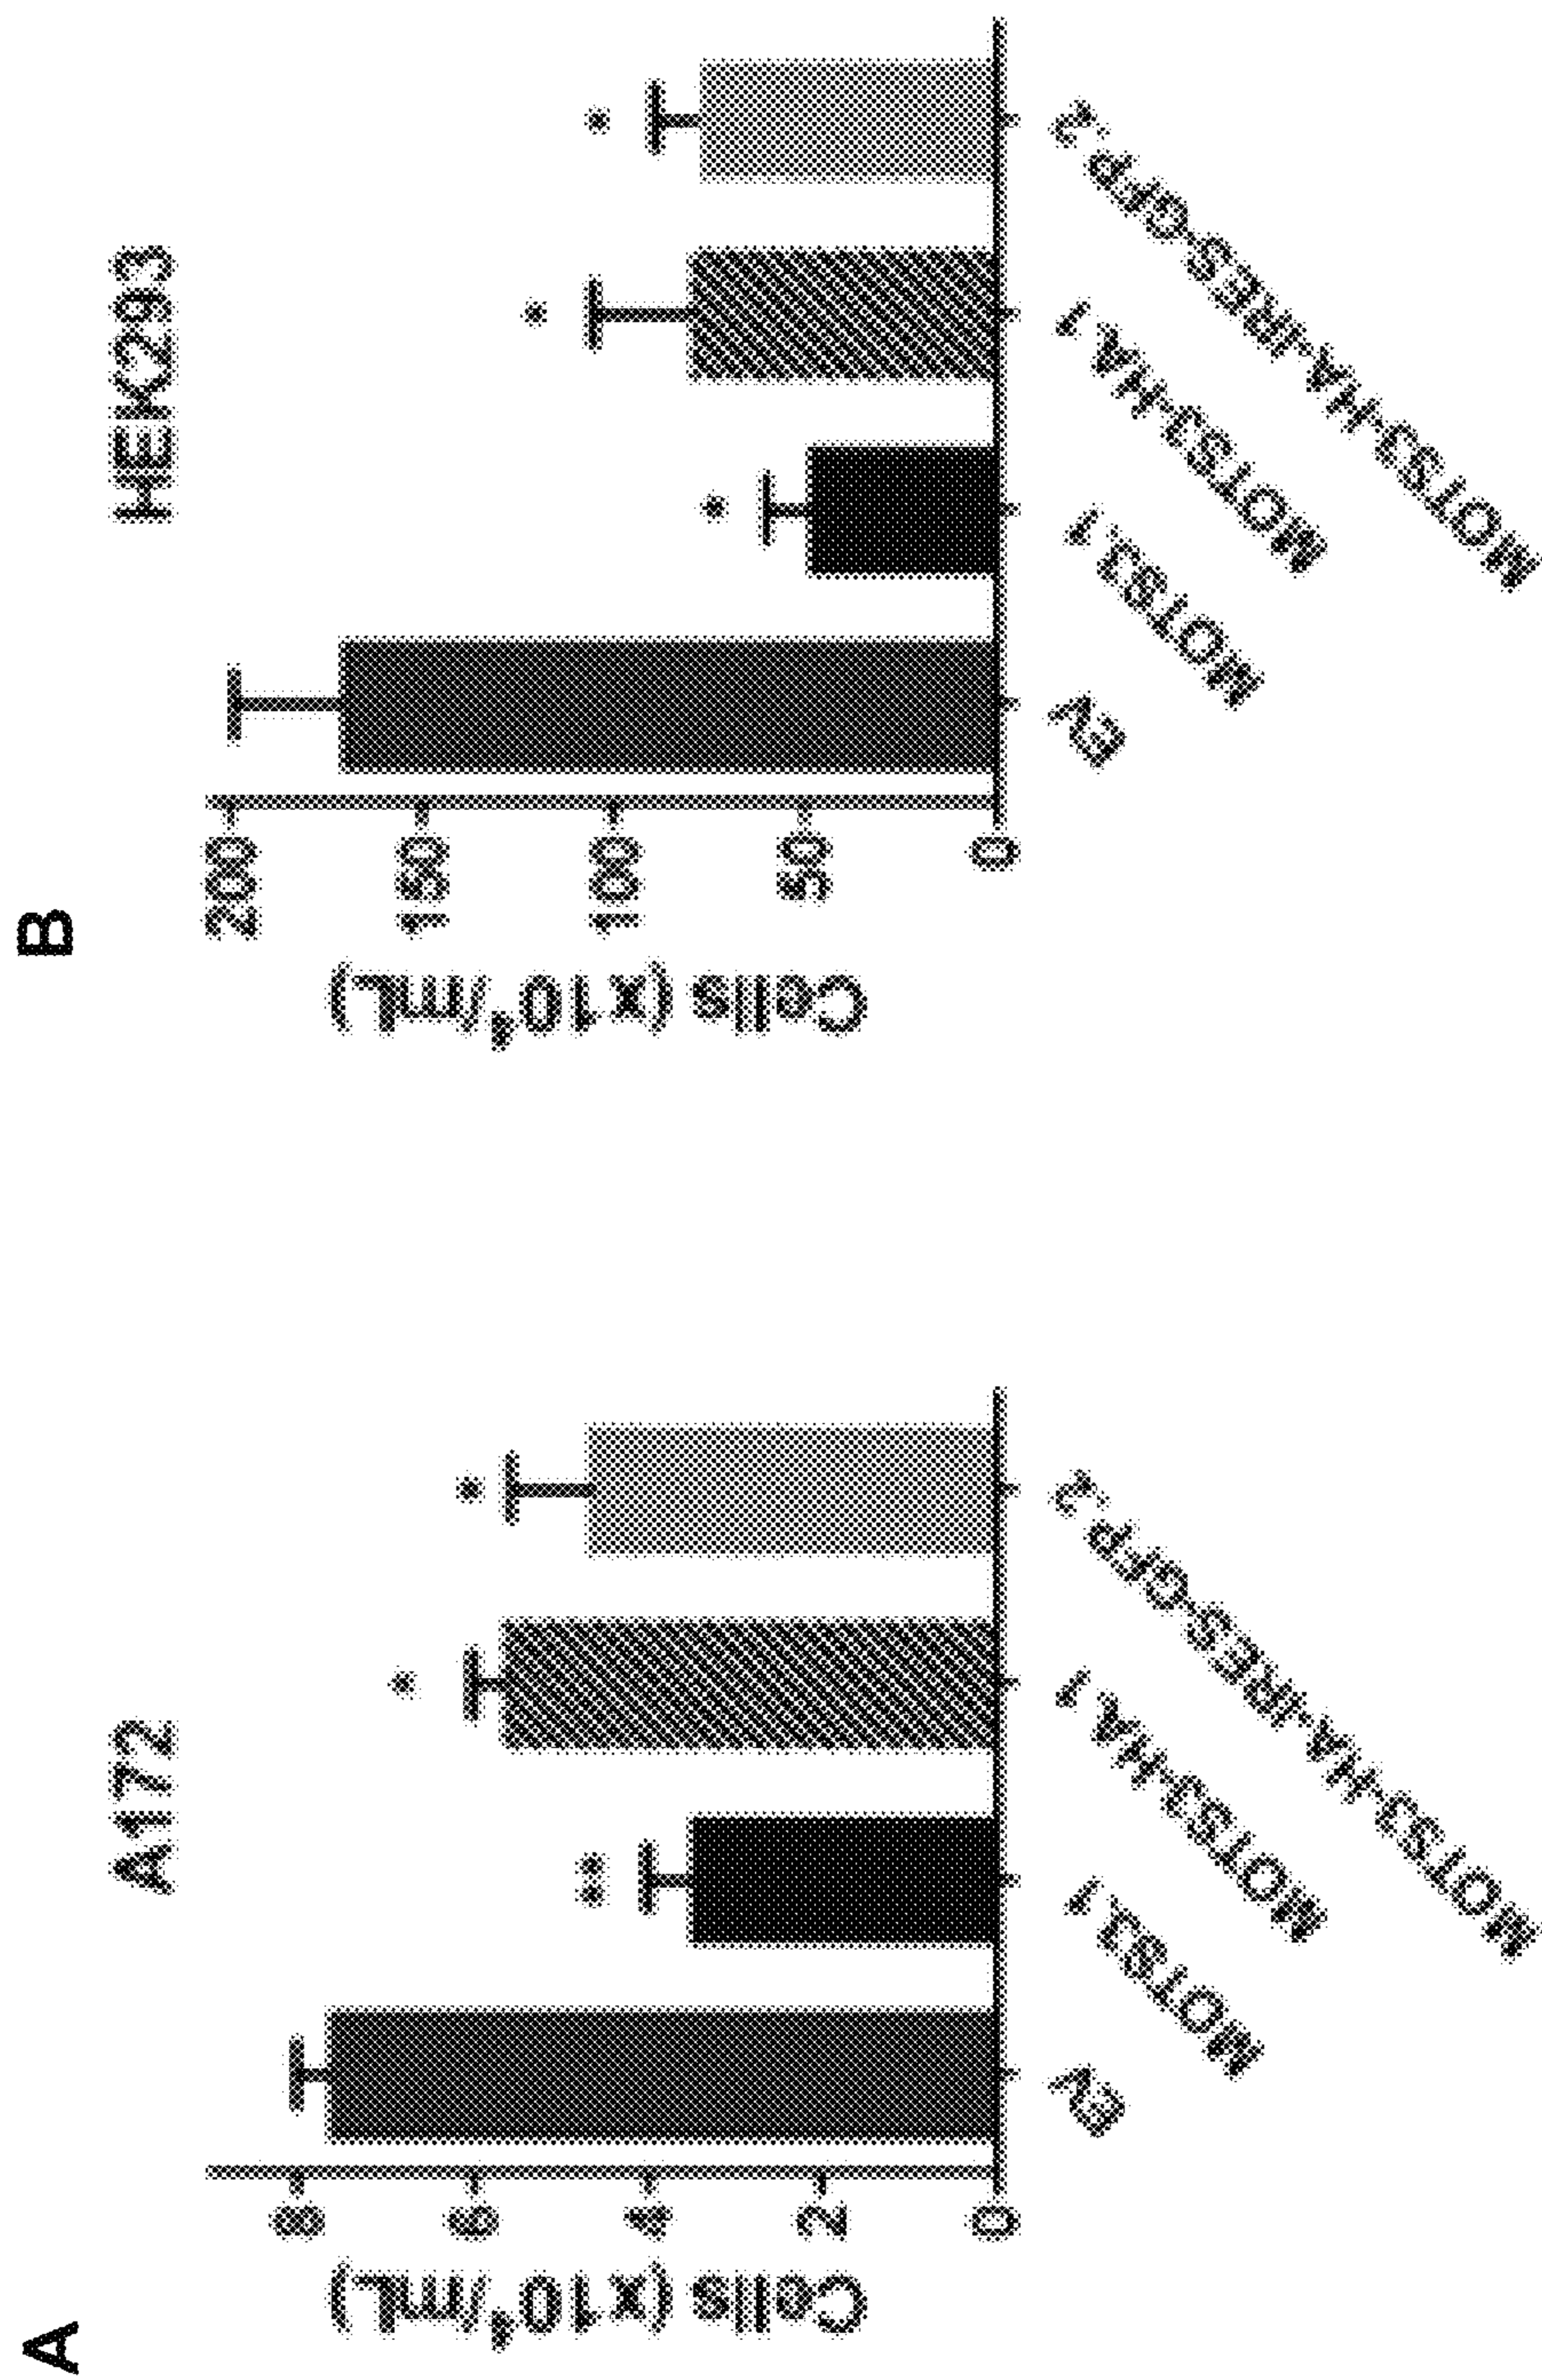 A
A172
Cells (x10⁴/mL)
8
6
4
2
0
EV
MOTS3.1
MOTS3-HA.1
MOTS3-HA-IRES-GFP.2
*
*
*
*
B
HEK293
Cells (x10⁴/mL)
200
150
100
50
0
EV
MOTS3.1
MOTS3-HA.1
MOTS3-HA-IRES-GFP.2
*
*
*